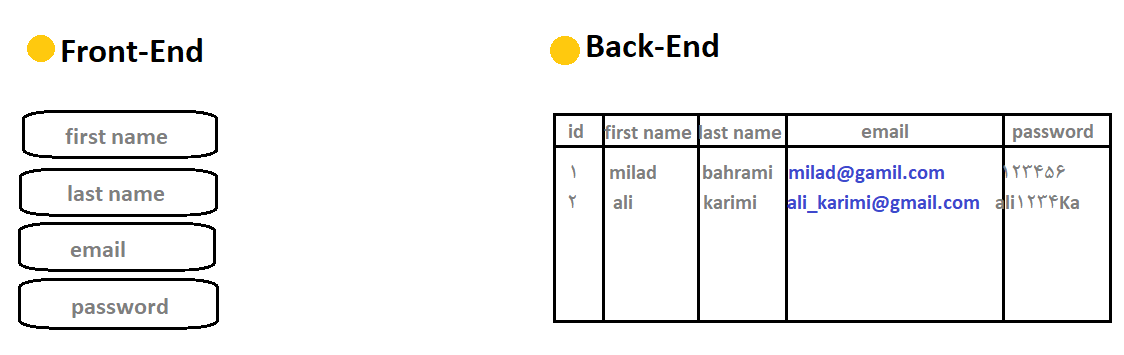 Front-End
first name
last name
email
password
Back-End
id first name last name email password
۱ milad bahrami milad@gamil.com ۱۲۳۴۵۶
۲ ali karimi ali_karimi@gmail.com ali۱۲۳۴Ka